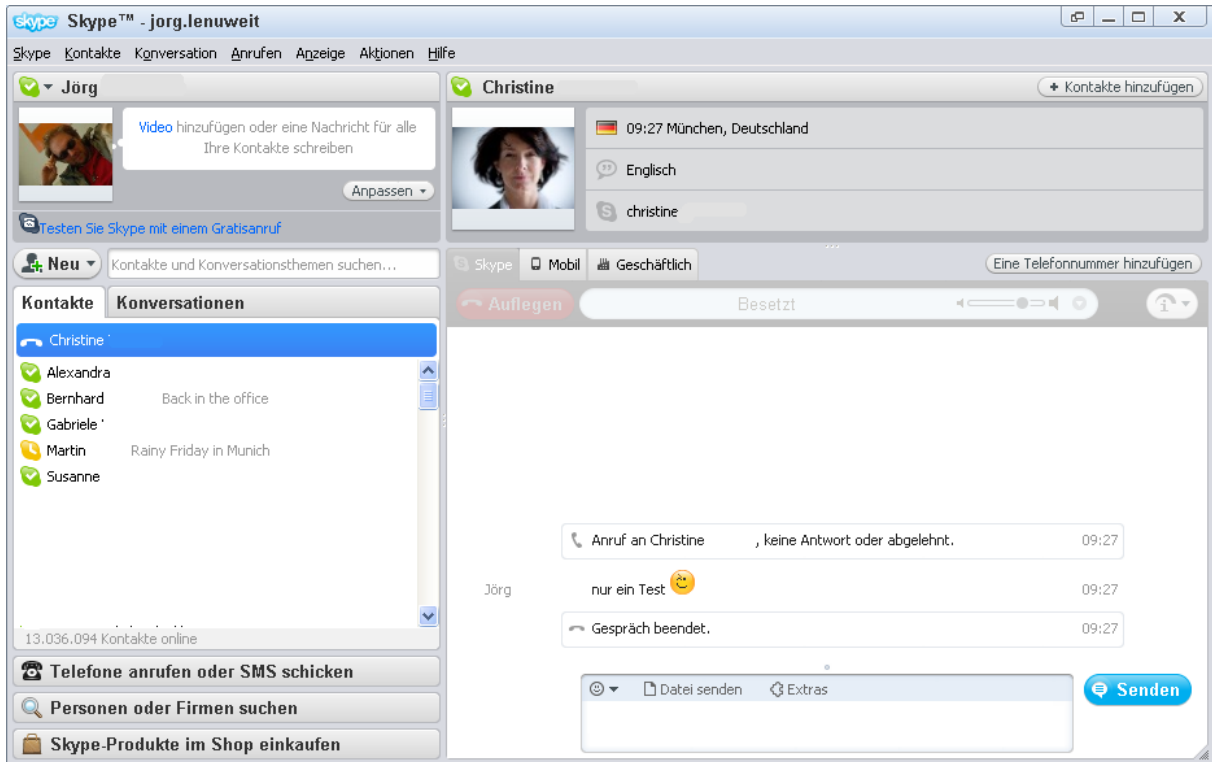 skype Skype™ - jorg.lenuweit
Skype Kontakte Konversation Anrufen Anzeige Aktionen Hilfe
Jörg
Video hinzufügen oder eine Nachricht für alle
Ihre Kontakte schreiben
Anpassen
Testen Sie Skype mit einem Gratisanruf
Neu Kontakte und Konversationsthemen suchen...
Kontakte Konversationen
Christine
Alexandra
Bernhard Back in the office
Gabriele
Martin Rainy Friday in Munich
Susanne
13.036.094 Kontakte online
Telefone anrufen oder SMS schicken
Personen oder Firmen suchen
Skype-Produkte im Shop einkaufen
Christine + Kontakte hinzufügen
09:27 München, Deutschland
Englisch
christine
Skype Mobil Geschäftlich Eine Telefonnummer hinzufügen
Auflegen Besetzt
Anruf an Christine , keine Antwort oder abgelehnt. 09:27
Jörg nur ein Test 09:27
Gespräch beendet. 09:27
Datei senden Extras
Senden